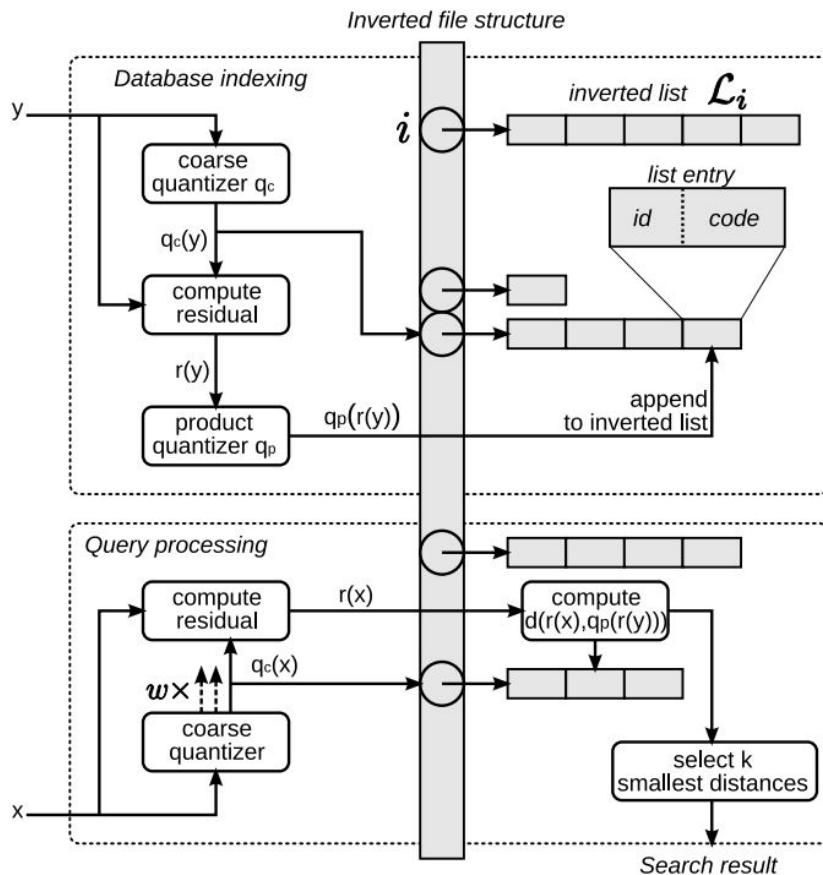 Inverted file structure
Database indexing
y
coarse
quantizer qc
qc(y)
compute
residual
r(y)
product
quantizer qp
qp(r(y))
i
inverted list ℒi
list entry
id
code
append
to inverted list
Query processing
compute
residual
r(x)
compute
d(r(x),qp(r(y)))
w×
qc(x)
coarse
quantizer
x
select k
smallest distances
Search result